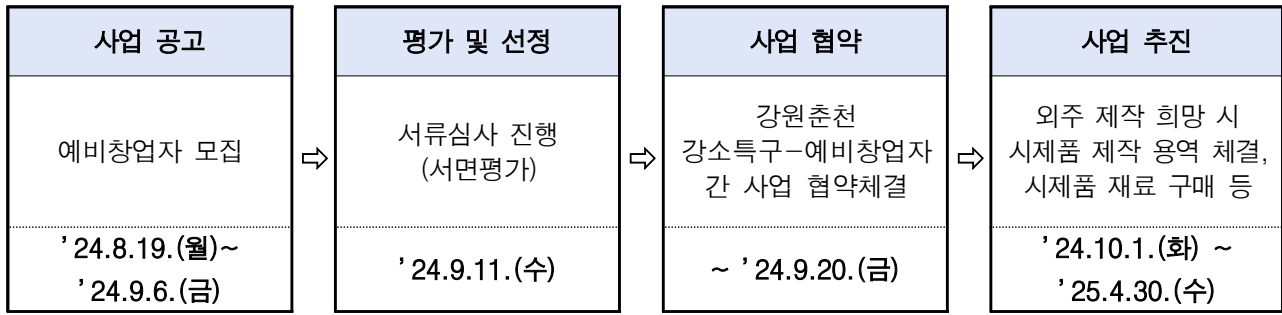 사업 공고
예비창업자 모집
’24.8.19.(월)~
’24.9.6.(금)
⇨
평가 및 선정
서류심사 진행
(서면평가)
’24.9.11.(수)
⇨
사업 협약
강원춘천
강소특구-예비창업자
간 사업 협약체결
~ ’24.9.20.(금)
⇨
사업 추진
외주 제작 희망 시
시제품 제작 용역 체결,
시제품 재료 구매 등
’24.10.1.(화) ~
’25.4.30.(수)